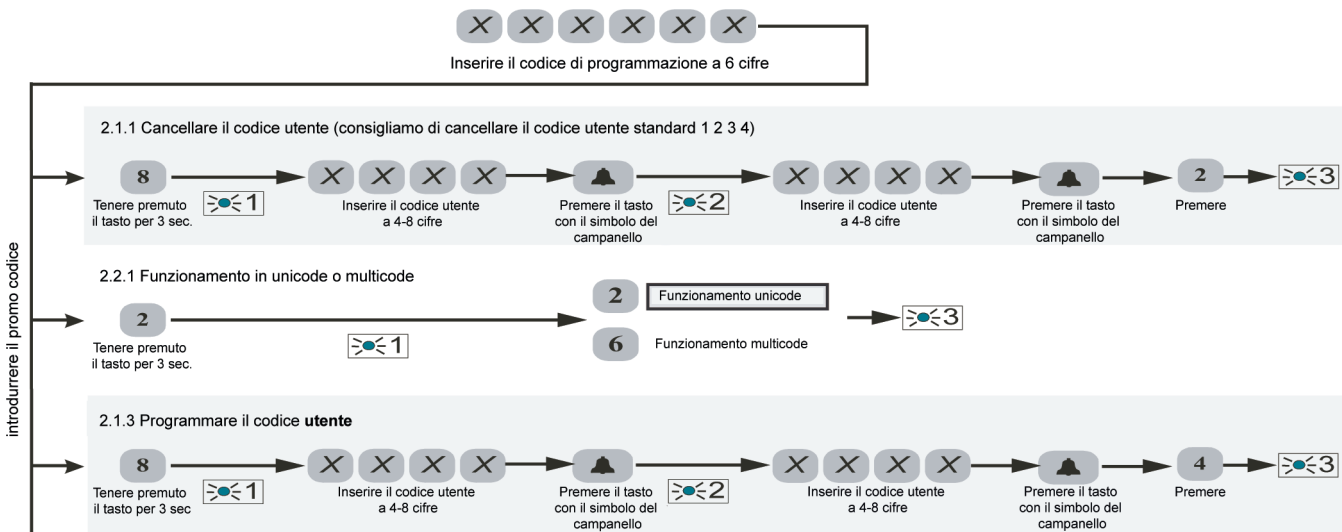 X X X X X X
Inserire il codice di programmazione a 6 cifre
introdurrere il promo codice
2.1.1 Cancellare il codice utente (consigliamo di cancellare il codice utente standard 1 2 3 4)
8 1 X X X X 2 X X X X 2 3
Tenere premuto
il tasto per 3 sec.
Inserire il codice utente
a 4-8 cifre
Premere il tasto
con il simbolo del
campanello
Inserire il codice utente
a 4-8 cifre
Premere il tasto
con il simbolo del
campanello
Premere
2.2.1 Funzionamento in unicode o multicode
2
Tenere premuto
il tasto per 3 sec.
1
2 Funzionamento unicode
6 Funzionamento multicode
3
2.1.3 Programmare il codice utente
8 1 X X X X 2 X X X X 4 3
Tenere premuto
il tasto per 3 sec
Inserire il codice utente
a 4-8 cifre
Premere il tasto
con il simbolo del
campanello
Inserire il codice utente
a 4-8 cifre
Premere il tasto
con il simbolo del
campanello
Premere